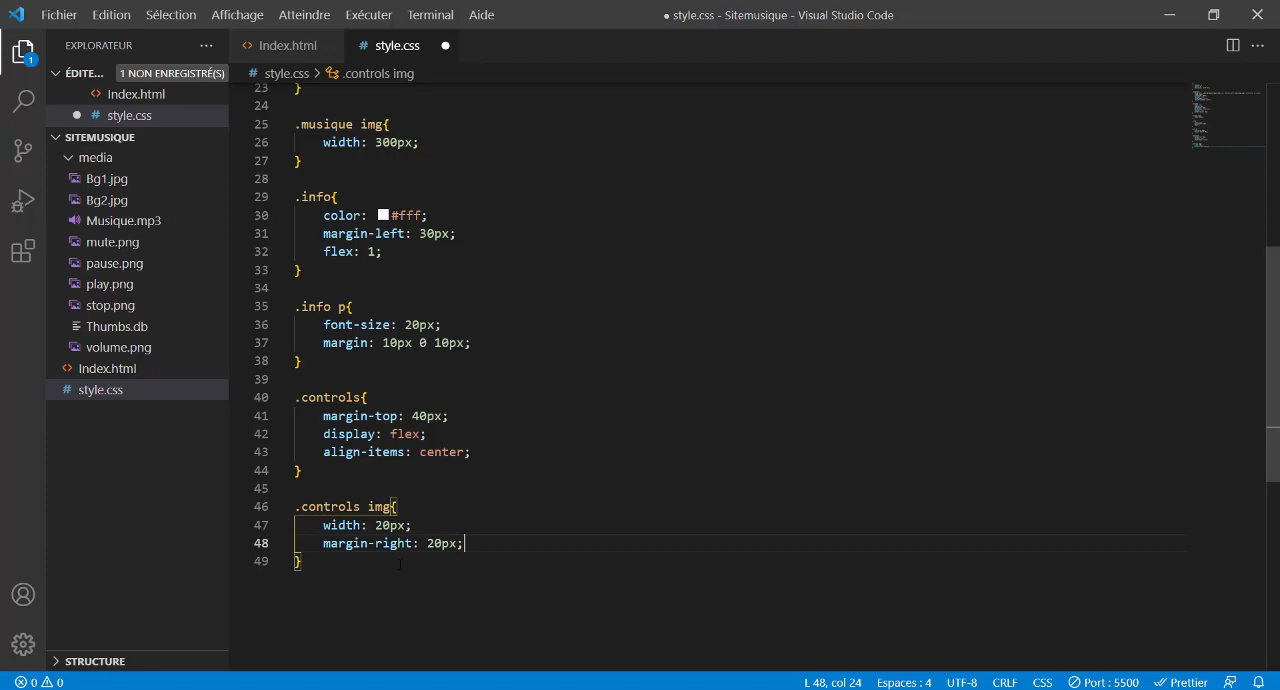 Fichier Edition Sélection Affichage Atteindre Exécuter Terminal Aide
● style.css - Sitemusique - Visual Studio Code
EXPLORATEUR ···
Index.html
# style.css ●
ÉDITE... 1 NON ENREGISTRÉ(S)
Index.html
# style.css
SITEMUSIQUE
media
Bg1.jpg
Bg2.jpg
Musique.mp3
mute.png
pause.png
play.png
stop.png
Thumbs.db
volume.png
Index.html
# style.css
STRUCTURE
# style.css > .controls img
23 }
24
25 .musique img{
26 width: 300px;
27 }
28
29 .info{
30 color: #fff;
31 margin-left: 30px;
32 flex: 1;
33 }
34
35 .info p{
36 font-size: 20px;
37 margin: 10px 0 10px;
38 }
39
40 .controls{
41 margin-top: 40px;
42 display: flex;
43 align-items: center;
44 }
45
46 .controls img{
47 width: 20px;
48 margin-right: 20px;
49 }
1
0 0
L 48, col 24 Espaces : 4 UTF-8 CRLF CSS Port : 5500 Prettier